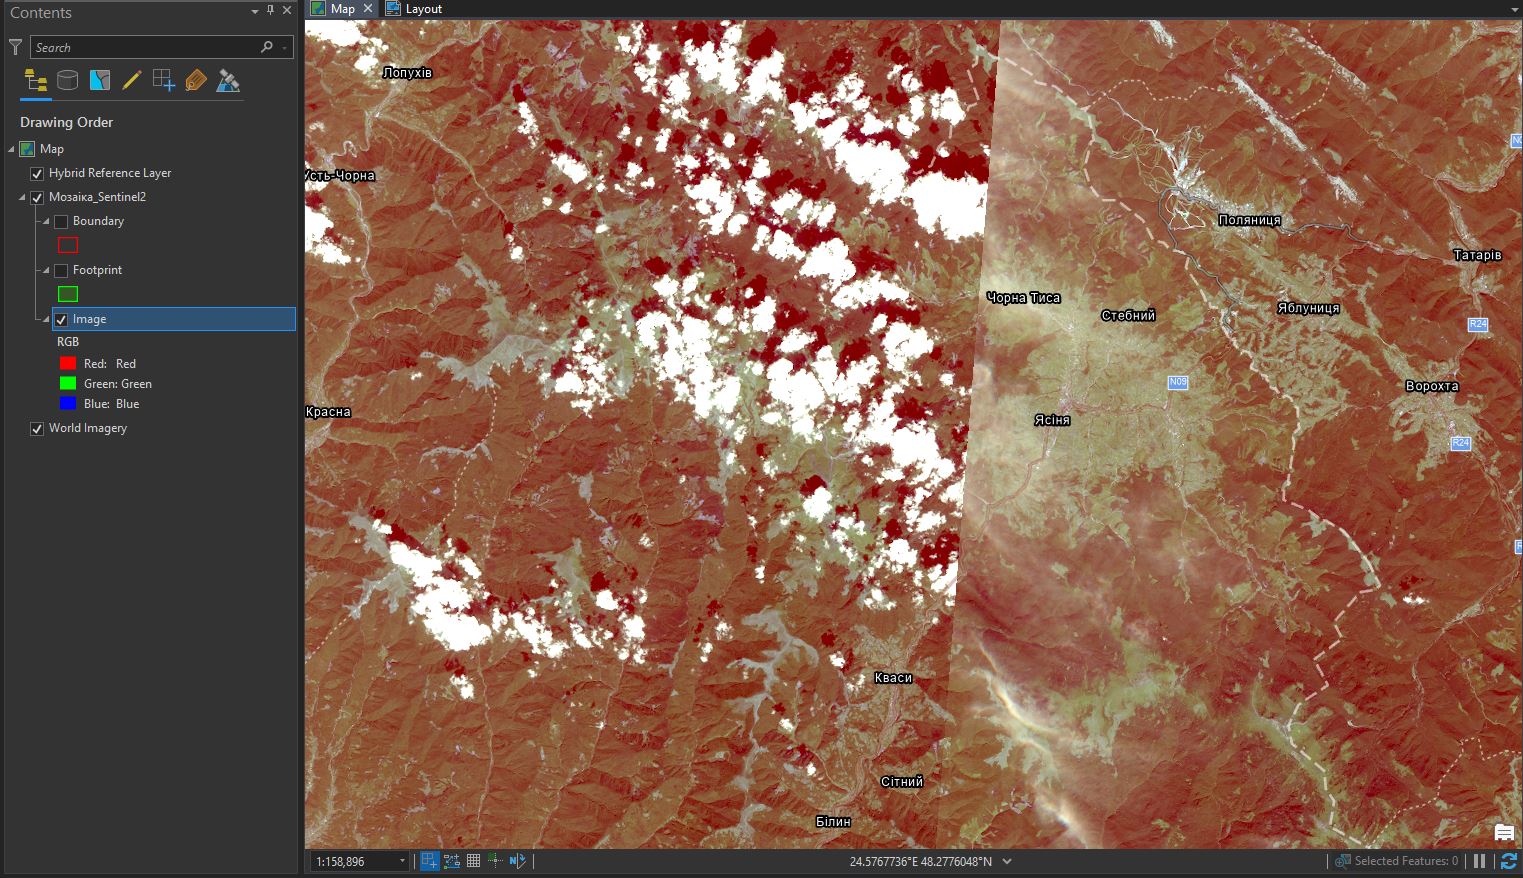 Contents
Map
Layout
Search
Drawing Order
Map
Hybrid Reference Layer
Мозаїка_Sentinel2
Boundary
Footprint
Image
RGB
Red: Red
Green: Green
Blue: Blue
World Imagery
Лопухів
Усть-Чорна
Поляниця
Татарів
Чорна Тиса
Стебний
Яблуниця
R24
N09
Ворохта
Красна
Ясіня
R24
Кваси
Сітний
Білин
1:158,896
24.5767736°E 48.2776048°N
Selected Features: 0